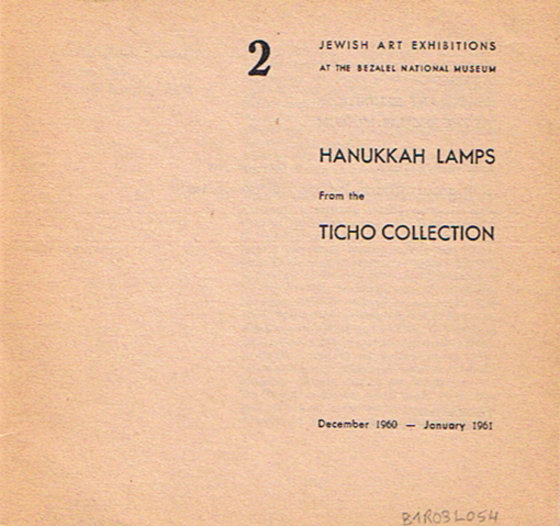 2
JEWISH ART EXHIBITIONS
AT THE BEZALEL NATIONAL MUSEUM
HANUKKAH LAMPS
From the
TICHO COLLECTION
December 1960 — January 1961
B1R03L054